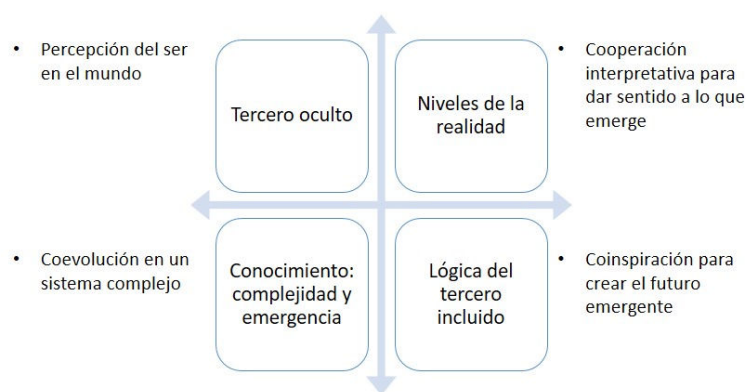 • Percepción del ser
en el mundo
Tercero oculto
Niveles de la
realidad
• Cooperación
interpretativa para
dar sentido a lo que
emerge
• Coevolución en un
sistema complejo
Conocimiento:
complejidad y
emergencia
Lógica del
tercero
incluido
• Coinspiración para
crear el futuro
emergente